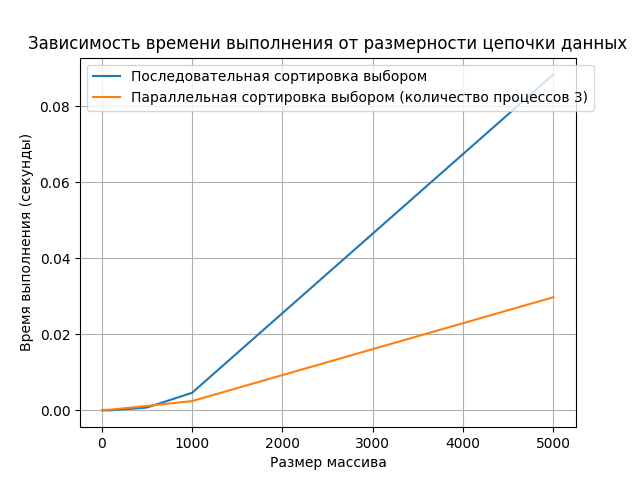 Зависимость времени выполнения от размерности цепочки данных
Последовательная сортировка выбором
Параллельная сортировка выбором (количество процессов 3)
Время выполнения (секунды)
0.08
0.06
0.04
0.02
0.00
0
1000
2000
3000
4000
5000
Размер массива